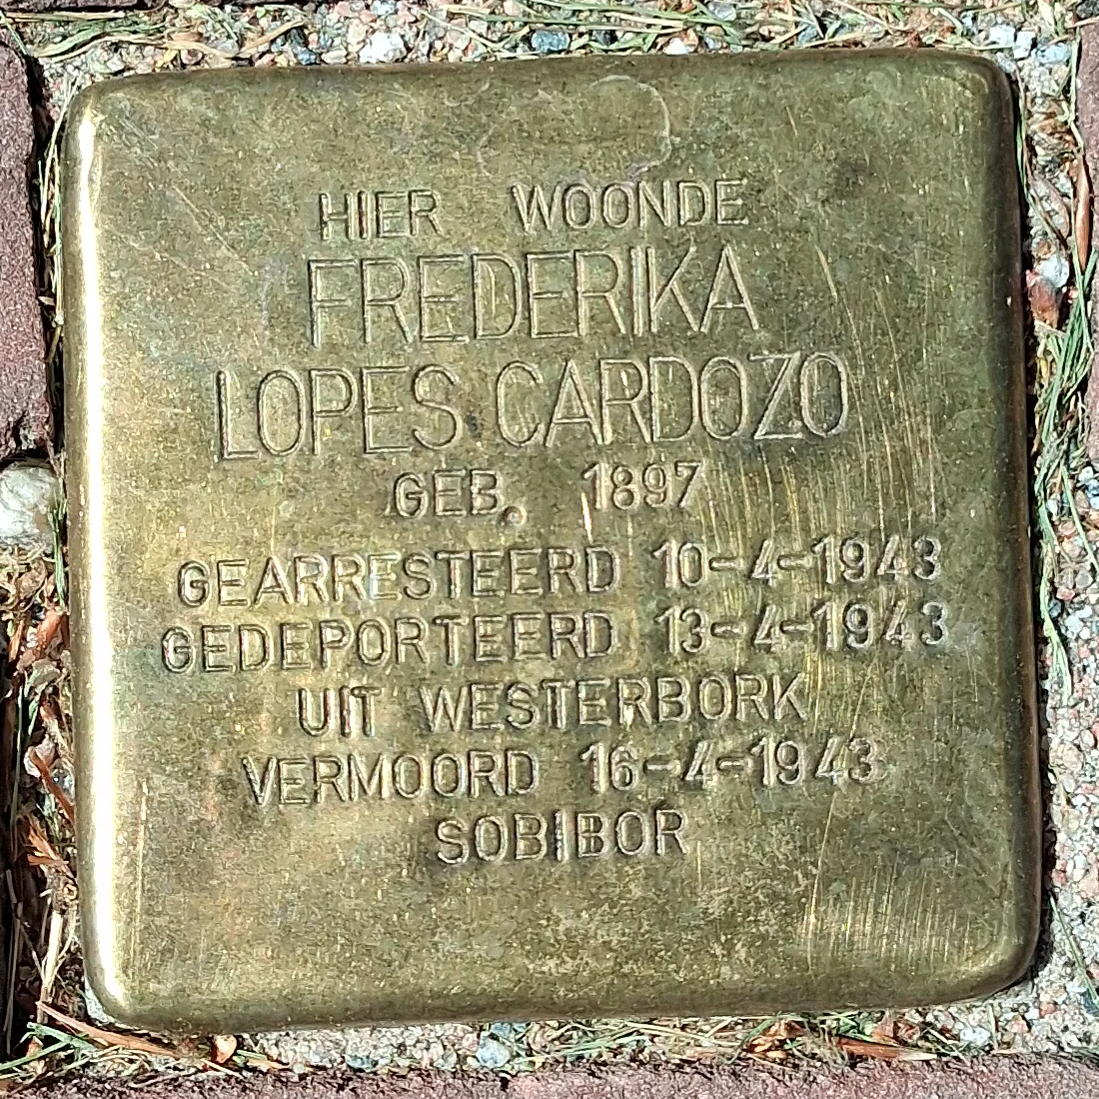 HIER WOONDE
FREDERIKA
LOPES CARDOZO
GEB. 1897
GEARRESTEERD 10-4-1943
GEDEPORTEERD 13-4-1943
UIT WESTERBORK
VERMOORD 16-4-1943
SOBIBOR